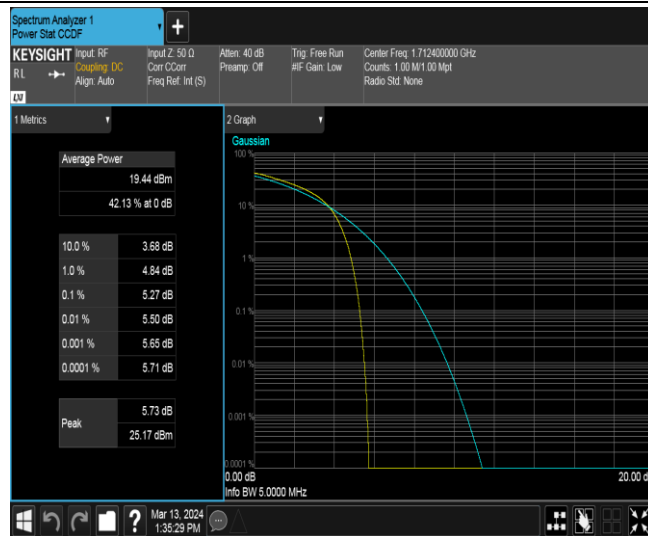 Spectrum Analyzer 1
Power Stat CCDF
+
KEYSIGHT
RL
LXI
Input: RF
Coupling: DC
Align: Auto
Input Z: 50 Ω
Corr CCorr
Freq Ref: Int (S)
Atten: 40 dB
Preamp: Off
Trig: Free Run
#IF Gain: Low
Center Freq: 1.712400000 GHz
Counts: 1.00 M/1.00 Mpt
Radio Std: None
1 Metrics
Average Power
19.44 dBm
42.13 % at 0 dB
10.0 % 3.68 dB
1.0 % 4.84 dB
0.1 % 5.27 dB
0.01 % 5.50 dB
0.001 % 5.65 dB
0.0001 % 5.71 dB
Peak
5.73 dB
25.17 dBm
2 Graph
Gaussian
100 %
10 %
1 %
0.1 %
0.01 %
0.001 %
0.0001 %
0.00 dB
20.00 d
Info BW 5.0000 MHz
?
Mar 13, 2024
1:35:29 PM